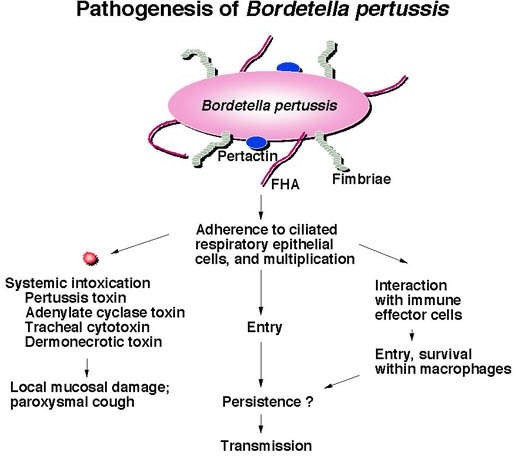 Pathogenesis of Bordetella pertussis
Bordetella pertussis
Pertactin
FHA
Fimbriae
Adherence to ciliated
respiratory epithelial
cells, and multiplication
Systemic intoxication
Pertussis toxin
Adenylate cyclase toxin
Tracheal cytotoxin
Dermonecrotic toxin
Local mucosal damage;
paroxysmal cough
Entry
Persistence ?
Transmission
Interaction
with immune
effector cells
Entry, survival
within macrophages